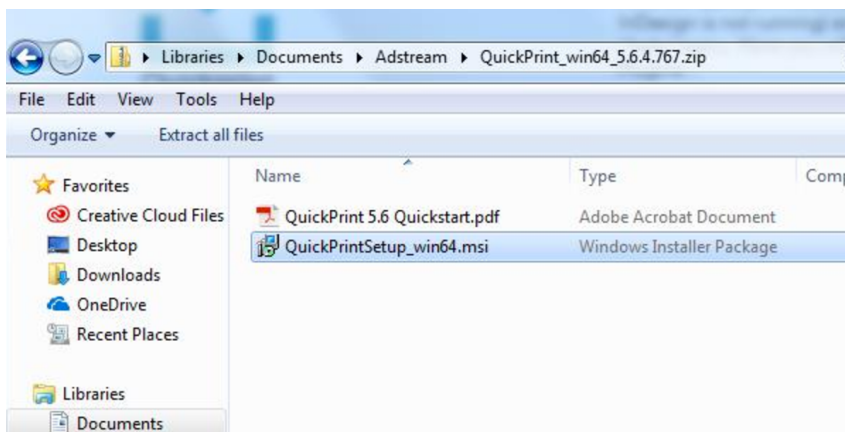 Libraries Documents Adstream QuickPrint_win64_5.6.4.767.zip
File Edit View Tools Help
Organize Extract all files
Name Type Comp
Favorites
Creative Cloud Files
Desktop
Downloads
OneDrive
Recent Places
Libraries
Documents
QuickPrint 5.6 Quickstart.pdf Adobe Acrobat Document
QuickPrintSetup_win64.msi Windows Installer Package